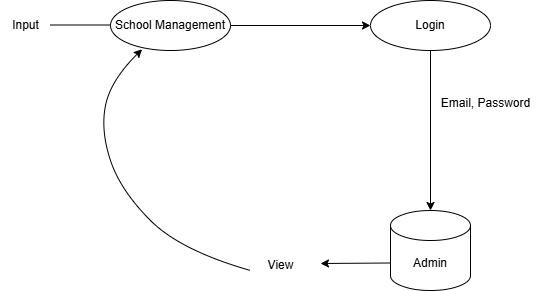 Input
School Management
Login
Email, Password
Admin
View